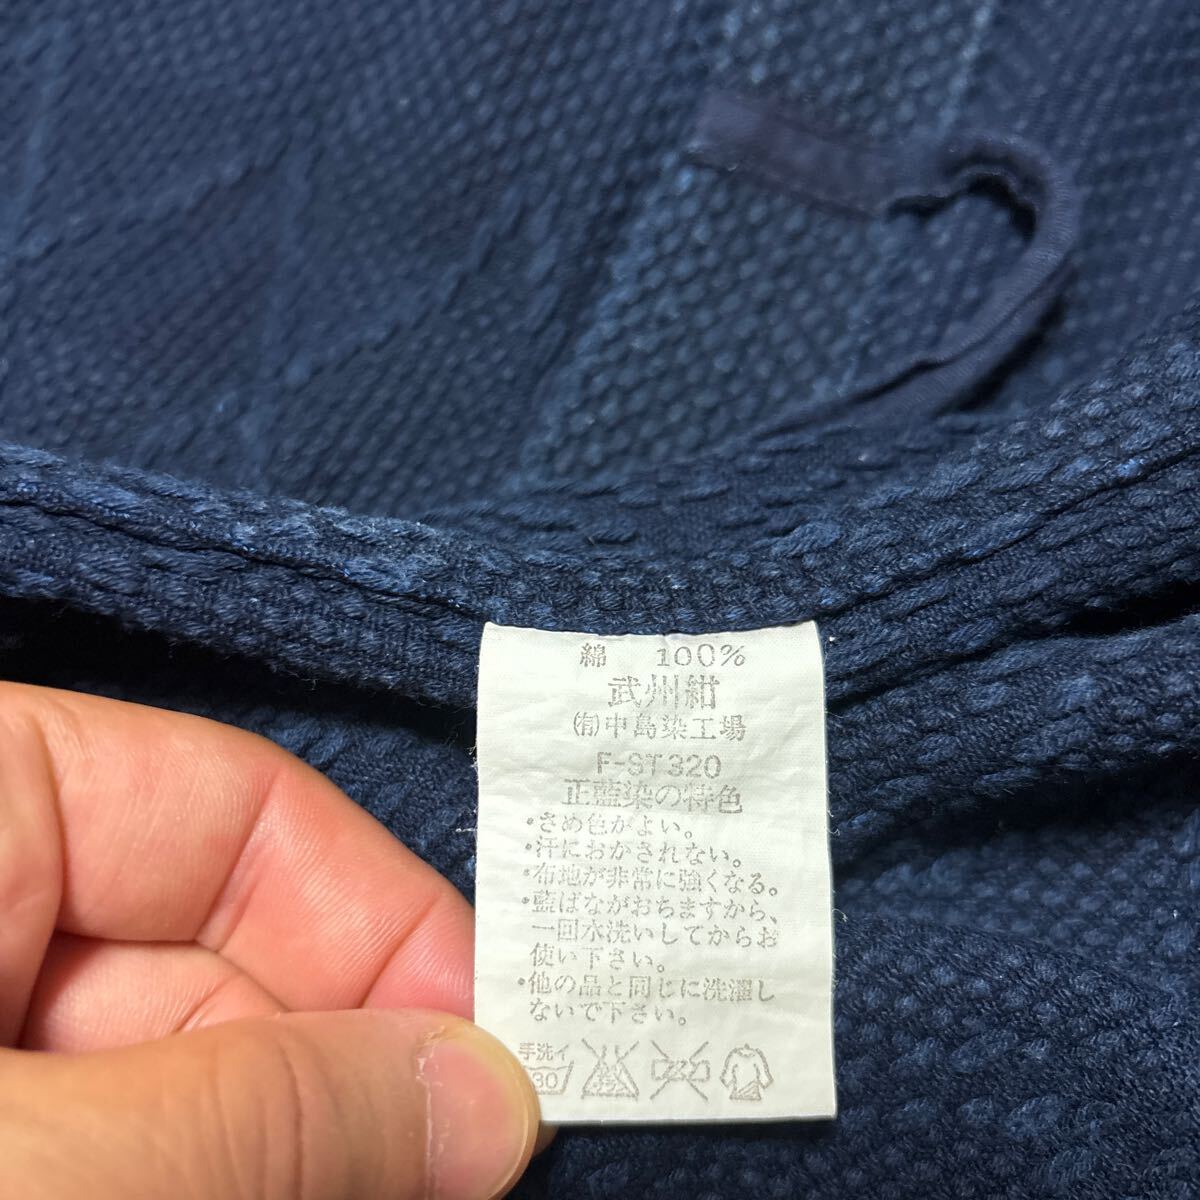 綿 100%
武州紺
㈲中島染工場
F-ST320
正藍染の特色
・さめ色がよい。
・汗におかされない。
・布地が非常に強くなる。
・藍ばながおちますから、
一回水洗いしてからお
使い下さい。
・他の品と同じに洗濯し
ないで下さい。
手洗イ
30